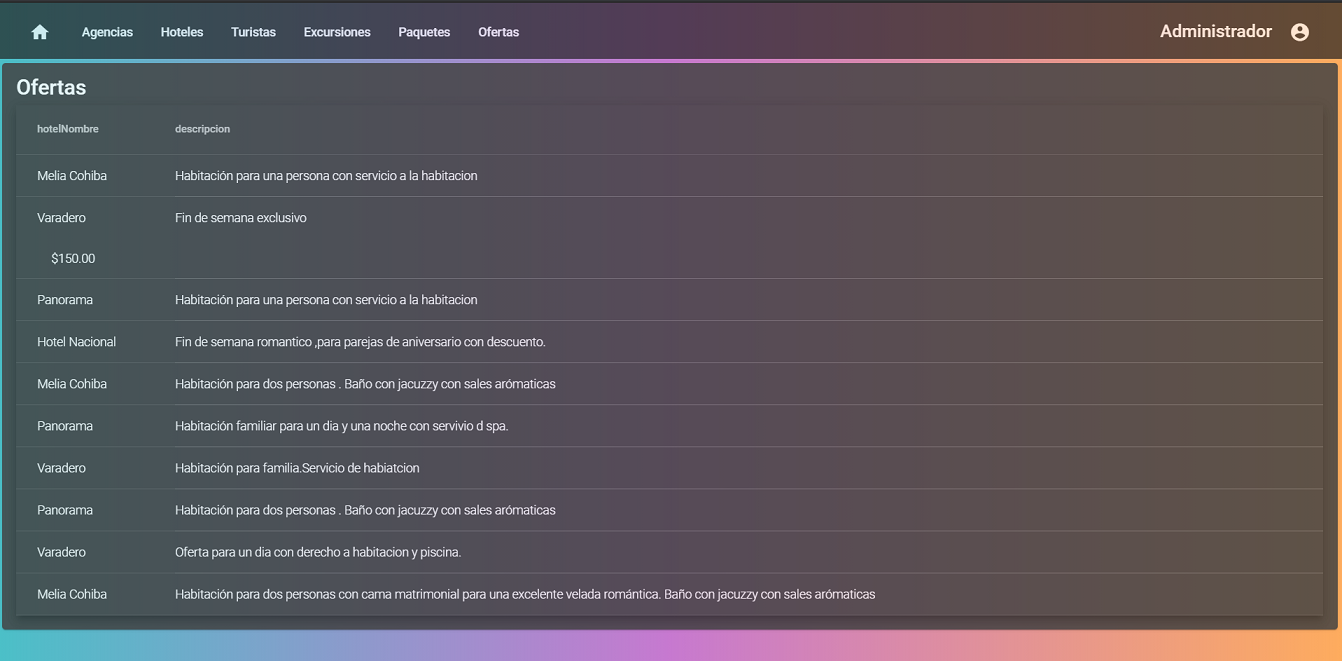 Agencias Hoteles Turistas Excursiones Paquetes Ofertas Administrador
Ofertas
hotelNombre descripcion
Melia Cohiba Habitación para una persona con servicio a la habitacion
Varadero Fin de semana exclusivo
$150.00
Panorama Habitación para una persona con servicio a la habitacion
Hotel Nacional Fin de semana romantico ,para parejas de aniversario con descuento.
Melia Cohiba Habitación para dos personas . Baño con jacuzzy con sales arómaticas
Panorama Habitación familiar para un dia y una noche con servivio d spa.
Varadero Habitación para familia.Servicio de habiatcion
Panorama Habitación para dos personas . Baño con jacuzzy con sales arómaticas
Varadero Oferta para un dia con derecho a habitacion y piscina.
Melia Cohiba Habitación para dos personas con cama matrimonial para una excelente velada romántica. Baño con jacuzzy con sales arómaticas